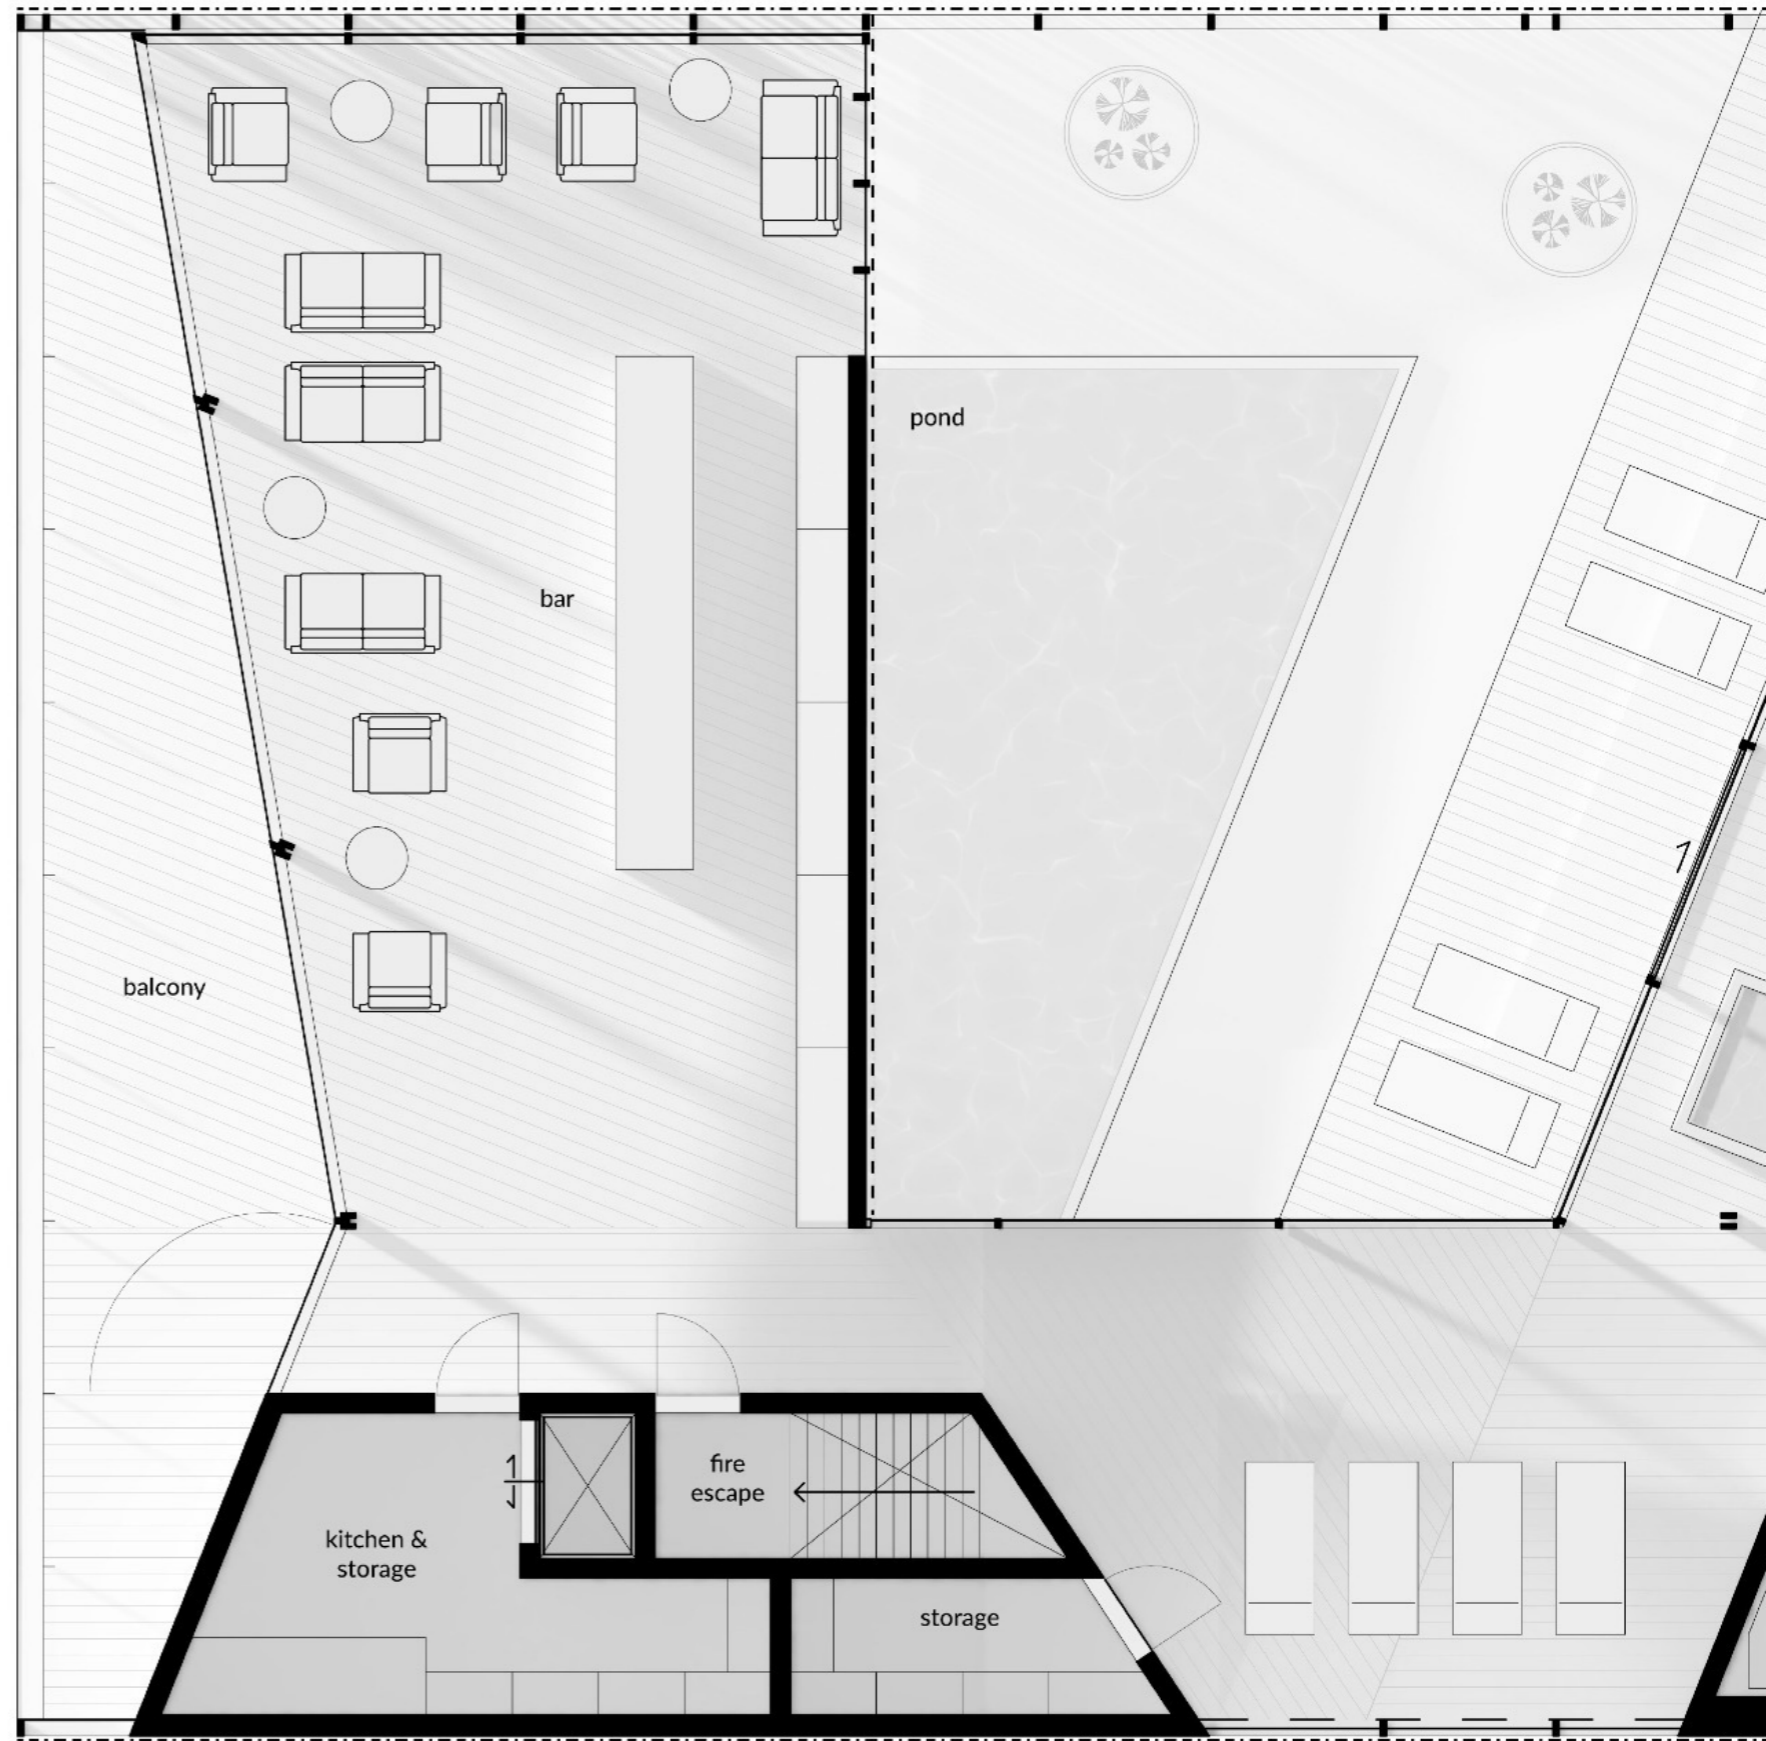 pond
bar
balcony
fire
escape
kitchen &
storage
storage